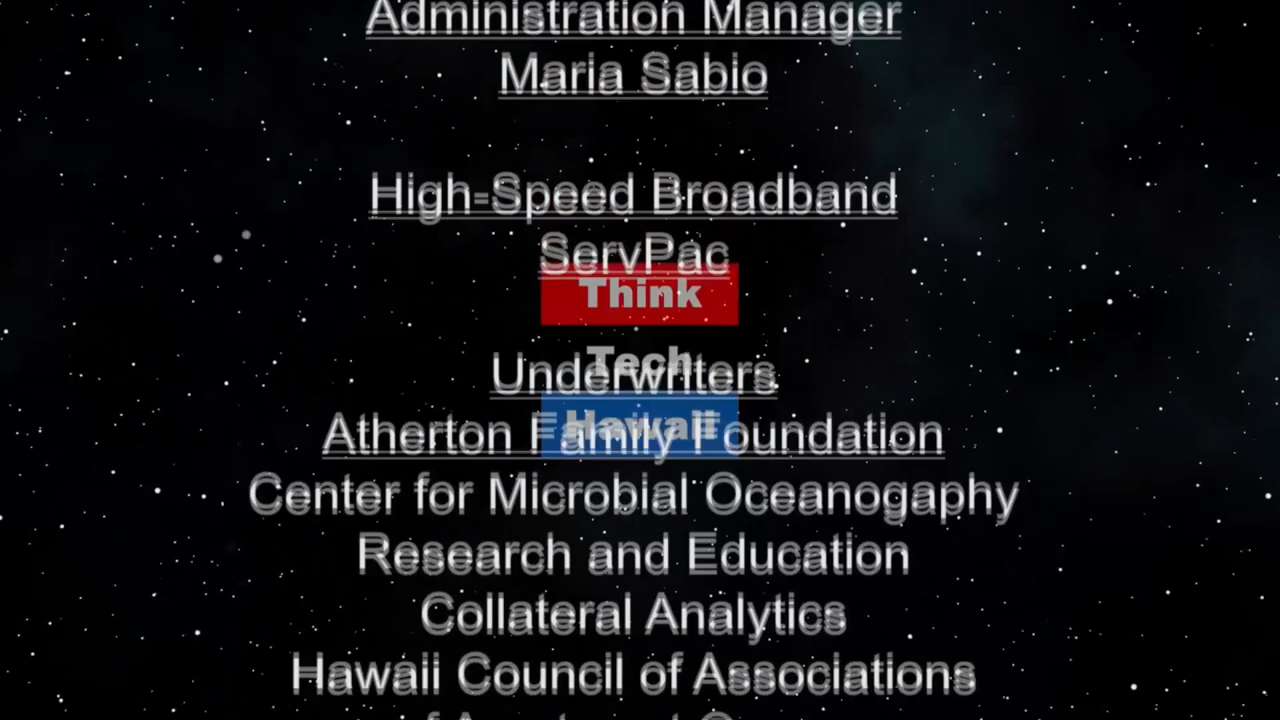 Administration Manager
Maria Sabio
High-Speed Broadband
ServPac
Think
Tech
Underwriters
Hawaii
Atherton Family Foundation
Center for Microbial Oceanogaphy
Research and Education
Collateral Analytics
Hawaii Council of Associations